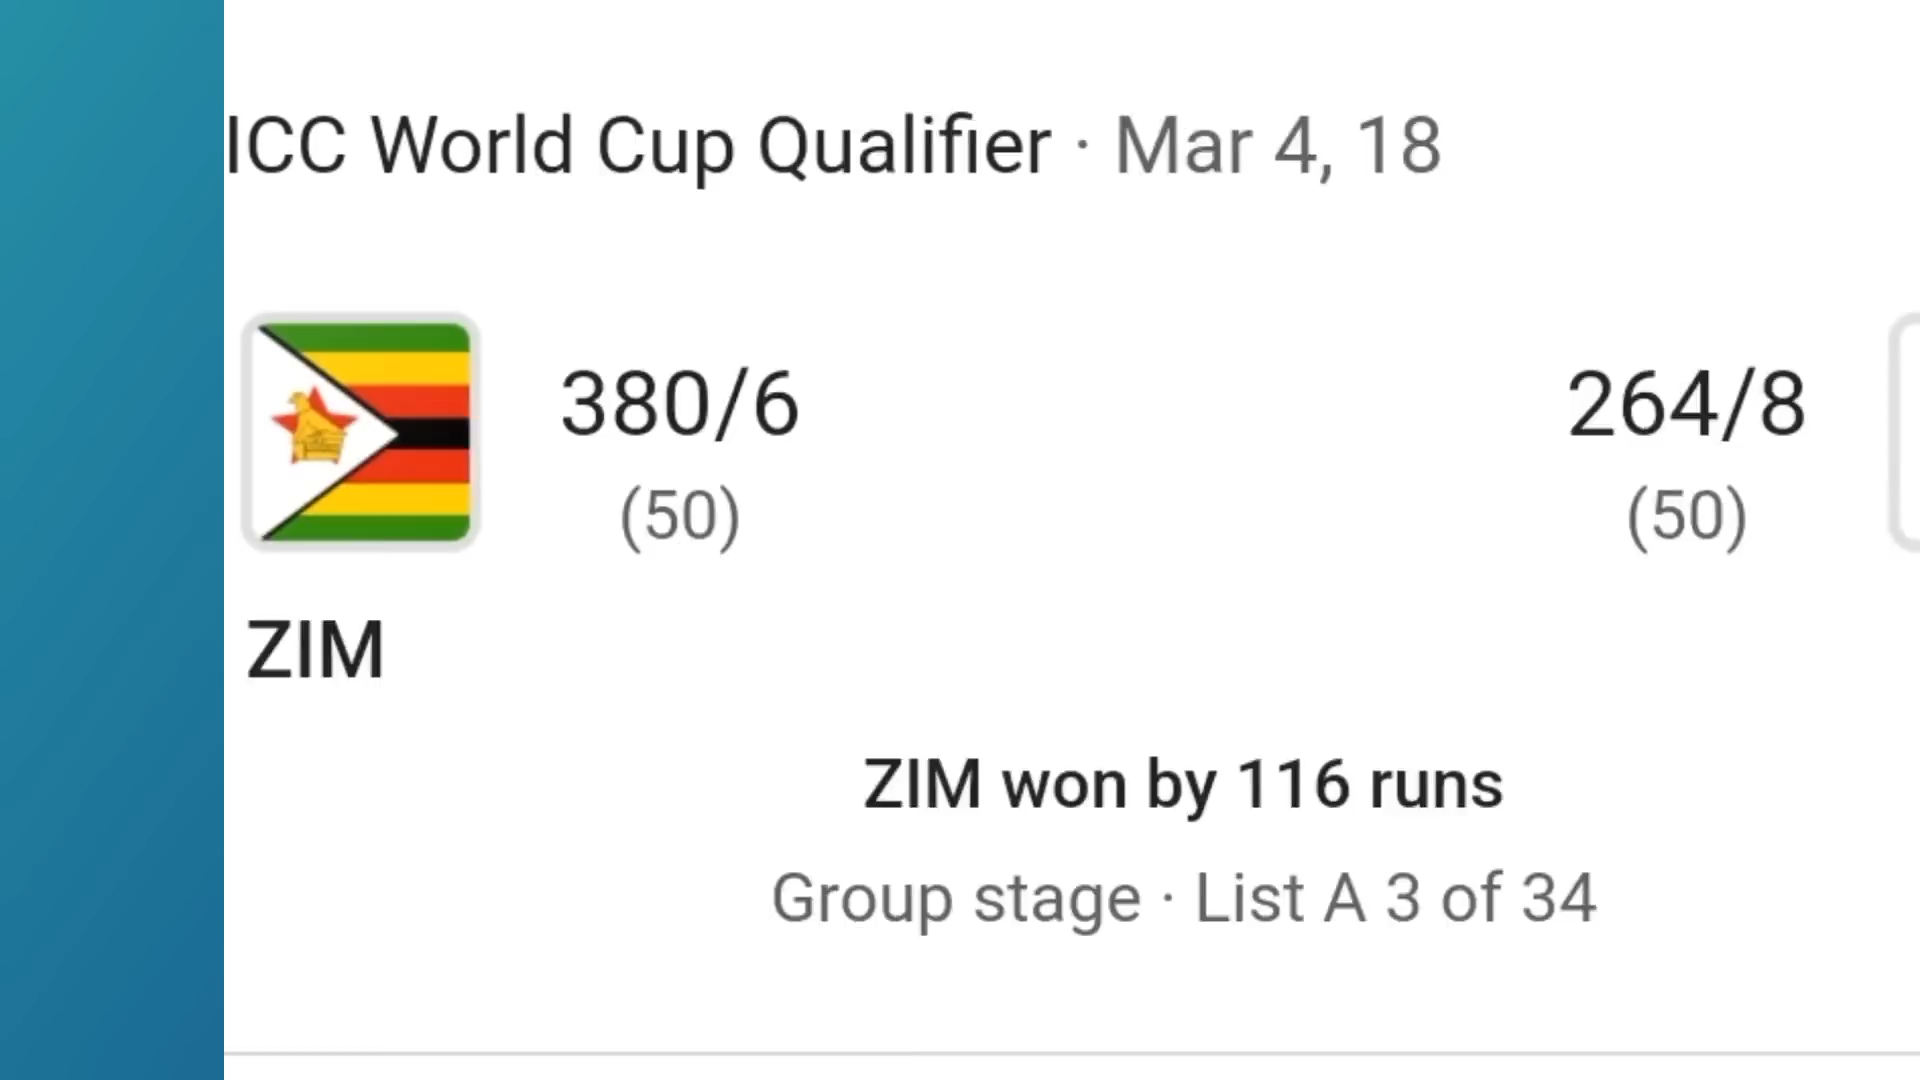 ICC World Cup Qualifier · Mar 4, 18
380/6 264/8
(50) (50)
ZIM
ZIM won by 116 runs
Group stage · List A 3 of 34